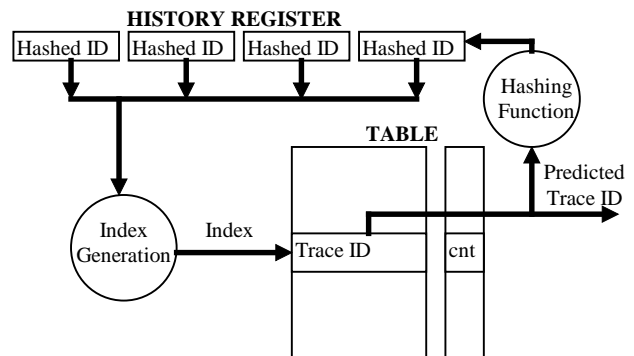 HISTORY REGISTER
Hashed ID
Hashed ID
Hashed ID
Hashed ID
Hashing
Function
TABLE
Predicted
Trace ID
Index
Generation
Index
Trace ID
cnt